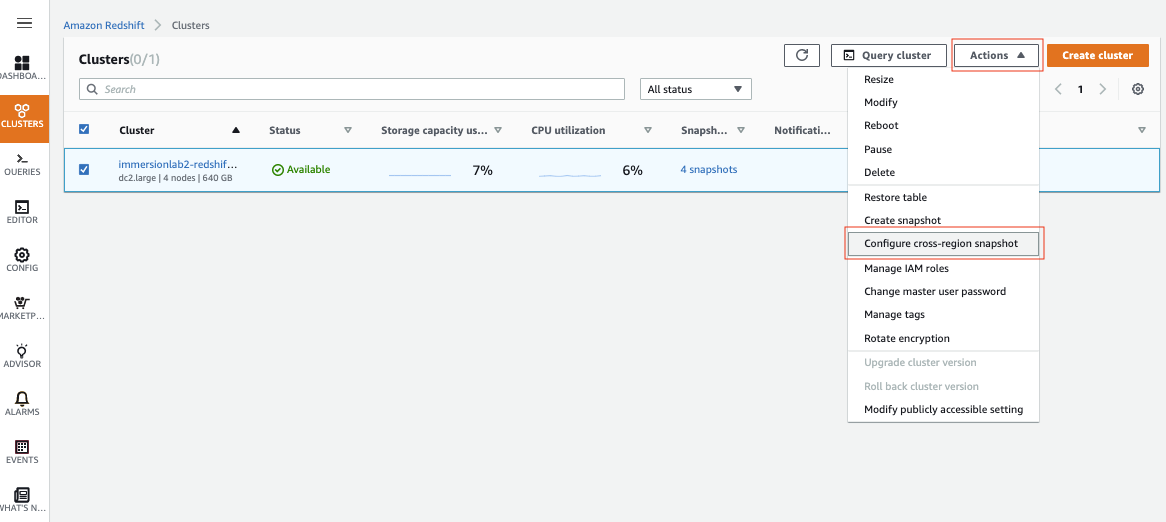 Amazon Redshift
Clusters
Clusters(0/1)
Query cluster
Actions
Create cluster
Search
All status
1
Cluster
Status
Storage capacity us...
CPU utilization
Snapsh...
Notificati...
immersionlab2-redshif...
dc2.large | 4 nodes | 640 GB
Available
7%
6%
4 snapshots
Resize
Modify
Reboot
Pause
Delete
Restore table
Create snapshot
Configure cross-region snapshot
Manage IAM roles
Change master user password
Manage tags
Rotate encryption
Upgrade cluster version
Roll back cluster version
Modify publicly accessible setting
DASHBOA...
CLUSTERS
QUERIES
EDITOR
CONFIG
MARKETP...
ADVISOR
ALARMS
EVENTS
WHAT'S N...